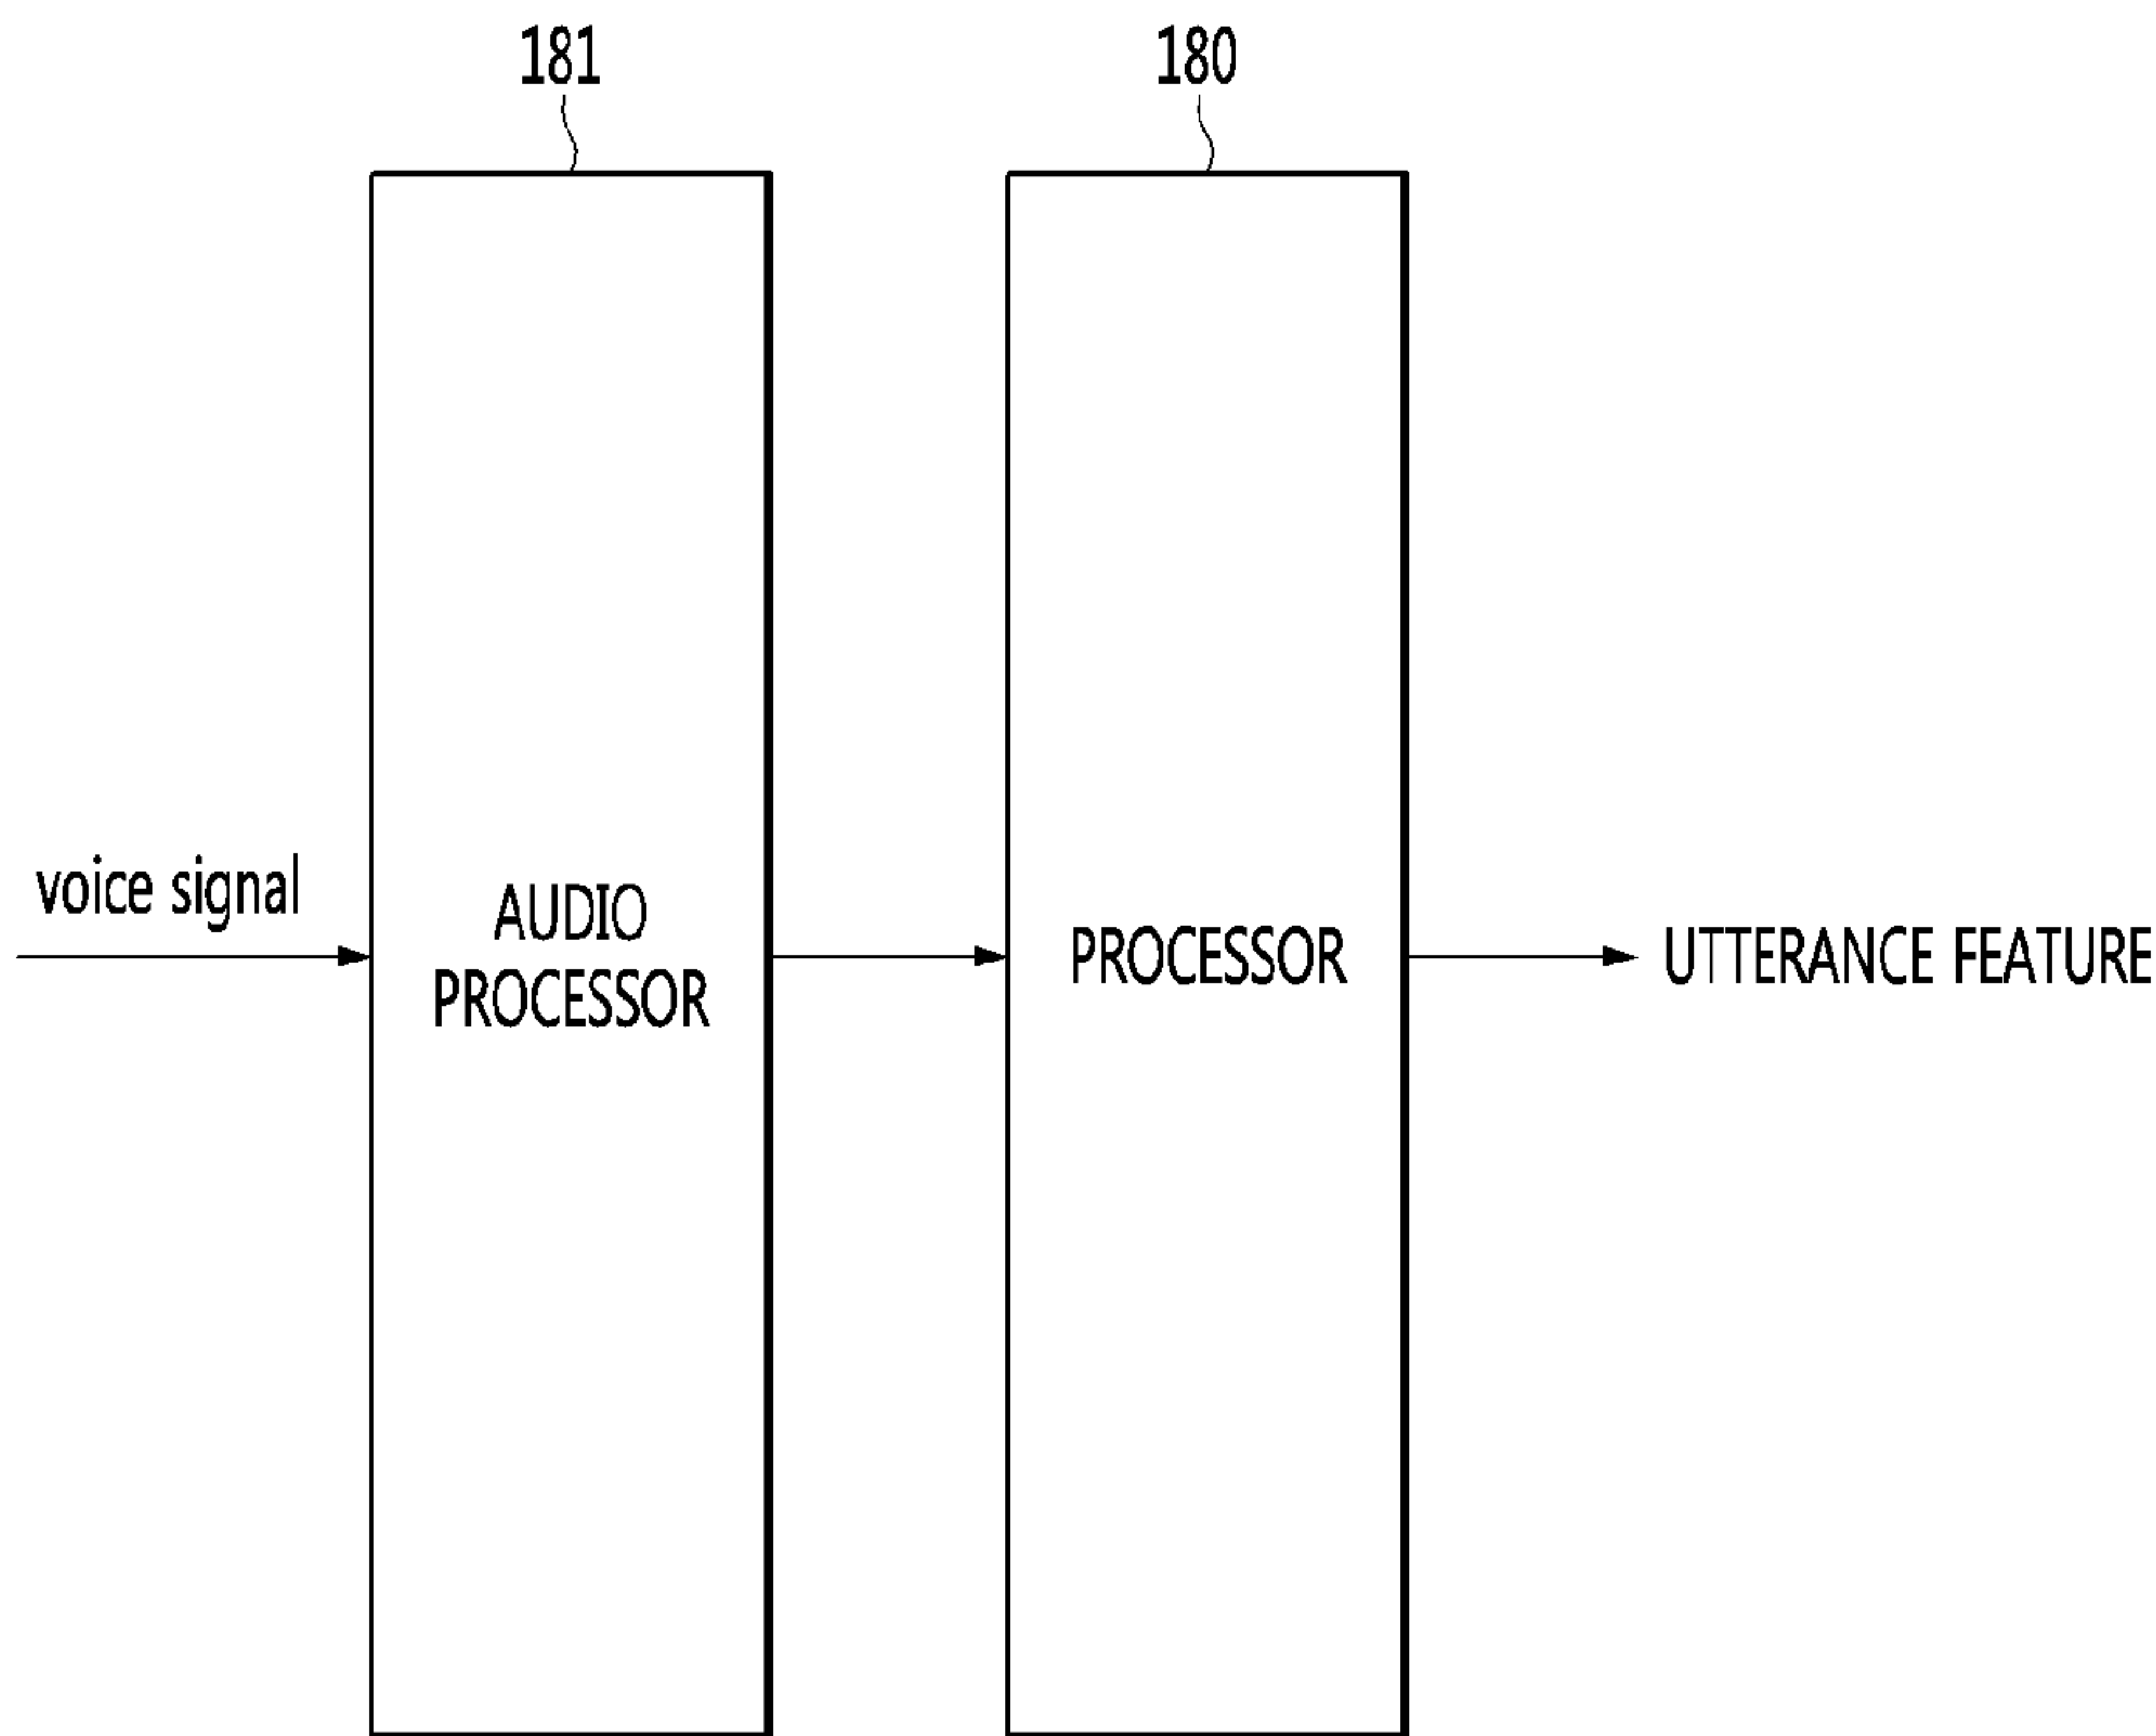 181
180
voice signal
AUDIO
PROCESSOR
PROCESSOR
UTTERANCE FEATURE